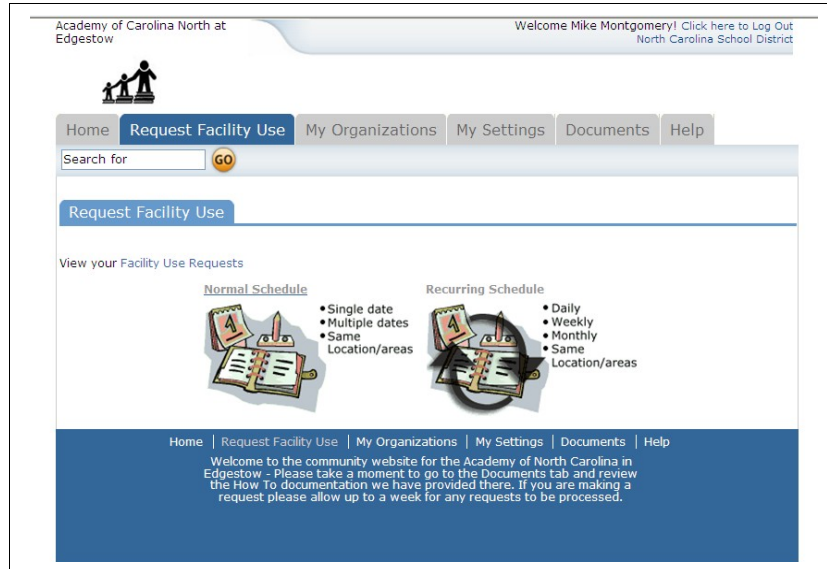 Academy of Carolina North at
Edgestow
Welcome Mike Montgomery! Click here to Log Out
North Carolina School District
Home Request Facility Use My Organizations My Settings Documents Help
Search for GO
Request Facility Use
View your Facility Use Requests
Normal Schedule
•Single date
•Multiple dates
•Same
Location/areas
1
Recurring Schedule
•Daily
•Weekly
•Monthly
•Same
Location/areas
1
Home | Request Facility Use | My Organizations | My Settings | Documents | Help
Welcome to the community website for the Academy of North Carolina in
Edgestow - Please take a moment to go to the Documents tab and review
the How To documentation we have provided there. If you are making a
request please allow up to a week for any requests to be processed.